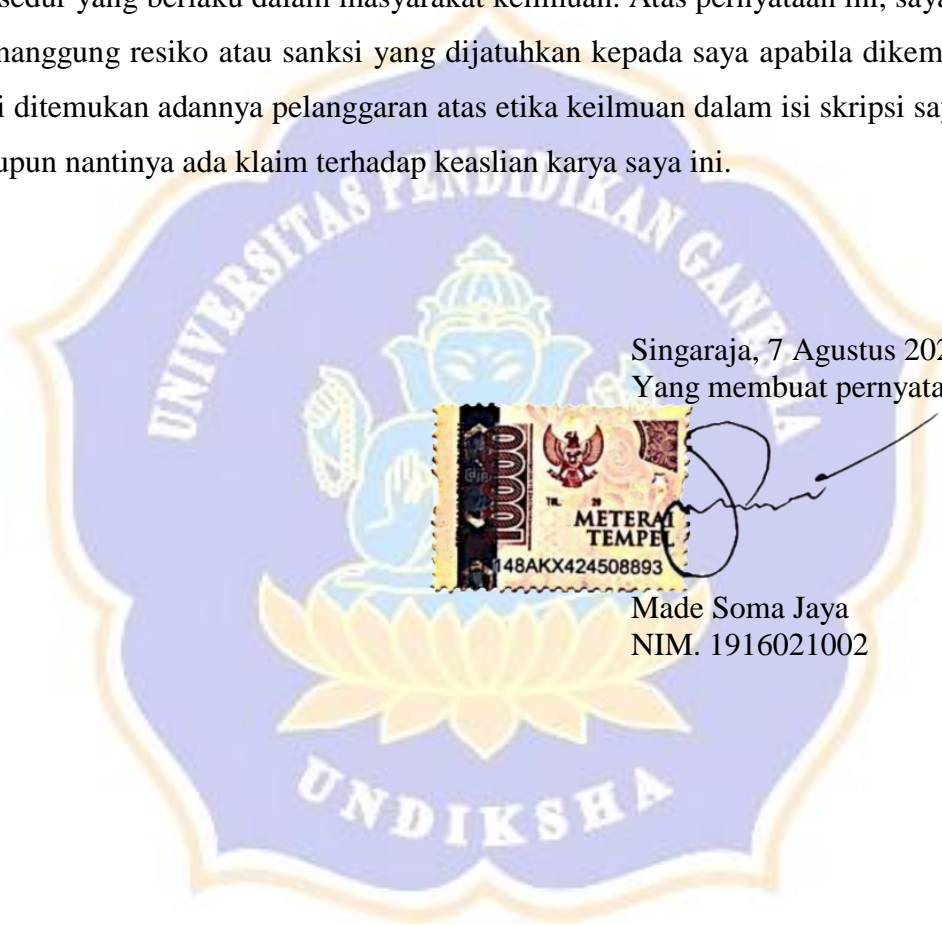 sedur yang berlaku dalam masyarakat keilmuan. Atas pernyataan ini, saya
nanggung resiko atau sanksi yang dijatuhkan kepada saya apabila dikem
i ditemukan adannya pelanggaran atas etika keilmuan dalam isi skripsi say
upun nantinya ada klaim terhadap keaslian karya saya ini.
UNIVERSITAS PENDIDIKAN GANESHA
Singaraja, 7 Agustus 202
Yang membuat pernyata
10000
TGL. 20
METERAI
TEMPEL
148AKX424508893
Made Soma Jaya
NIM. 1916021002
UNDIKSHA